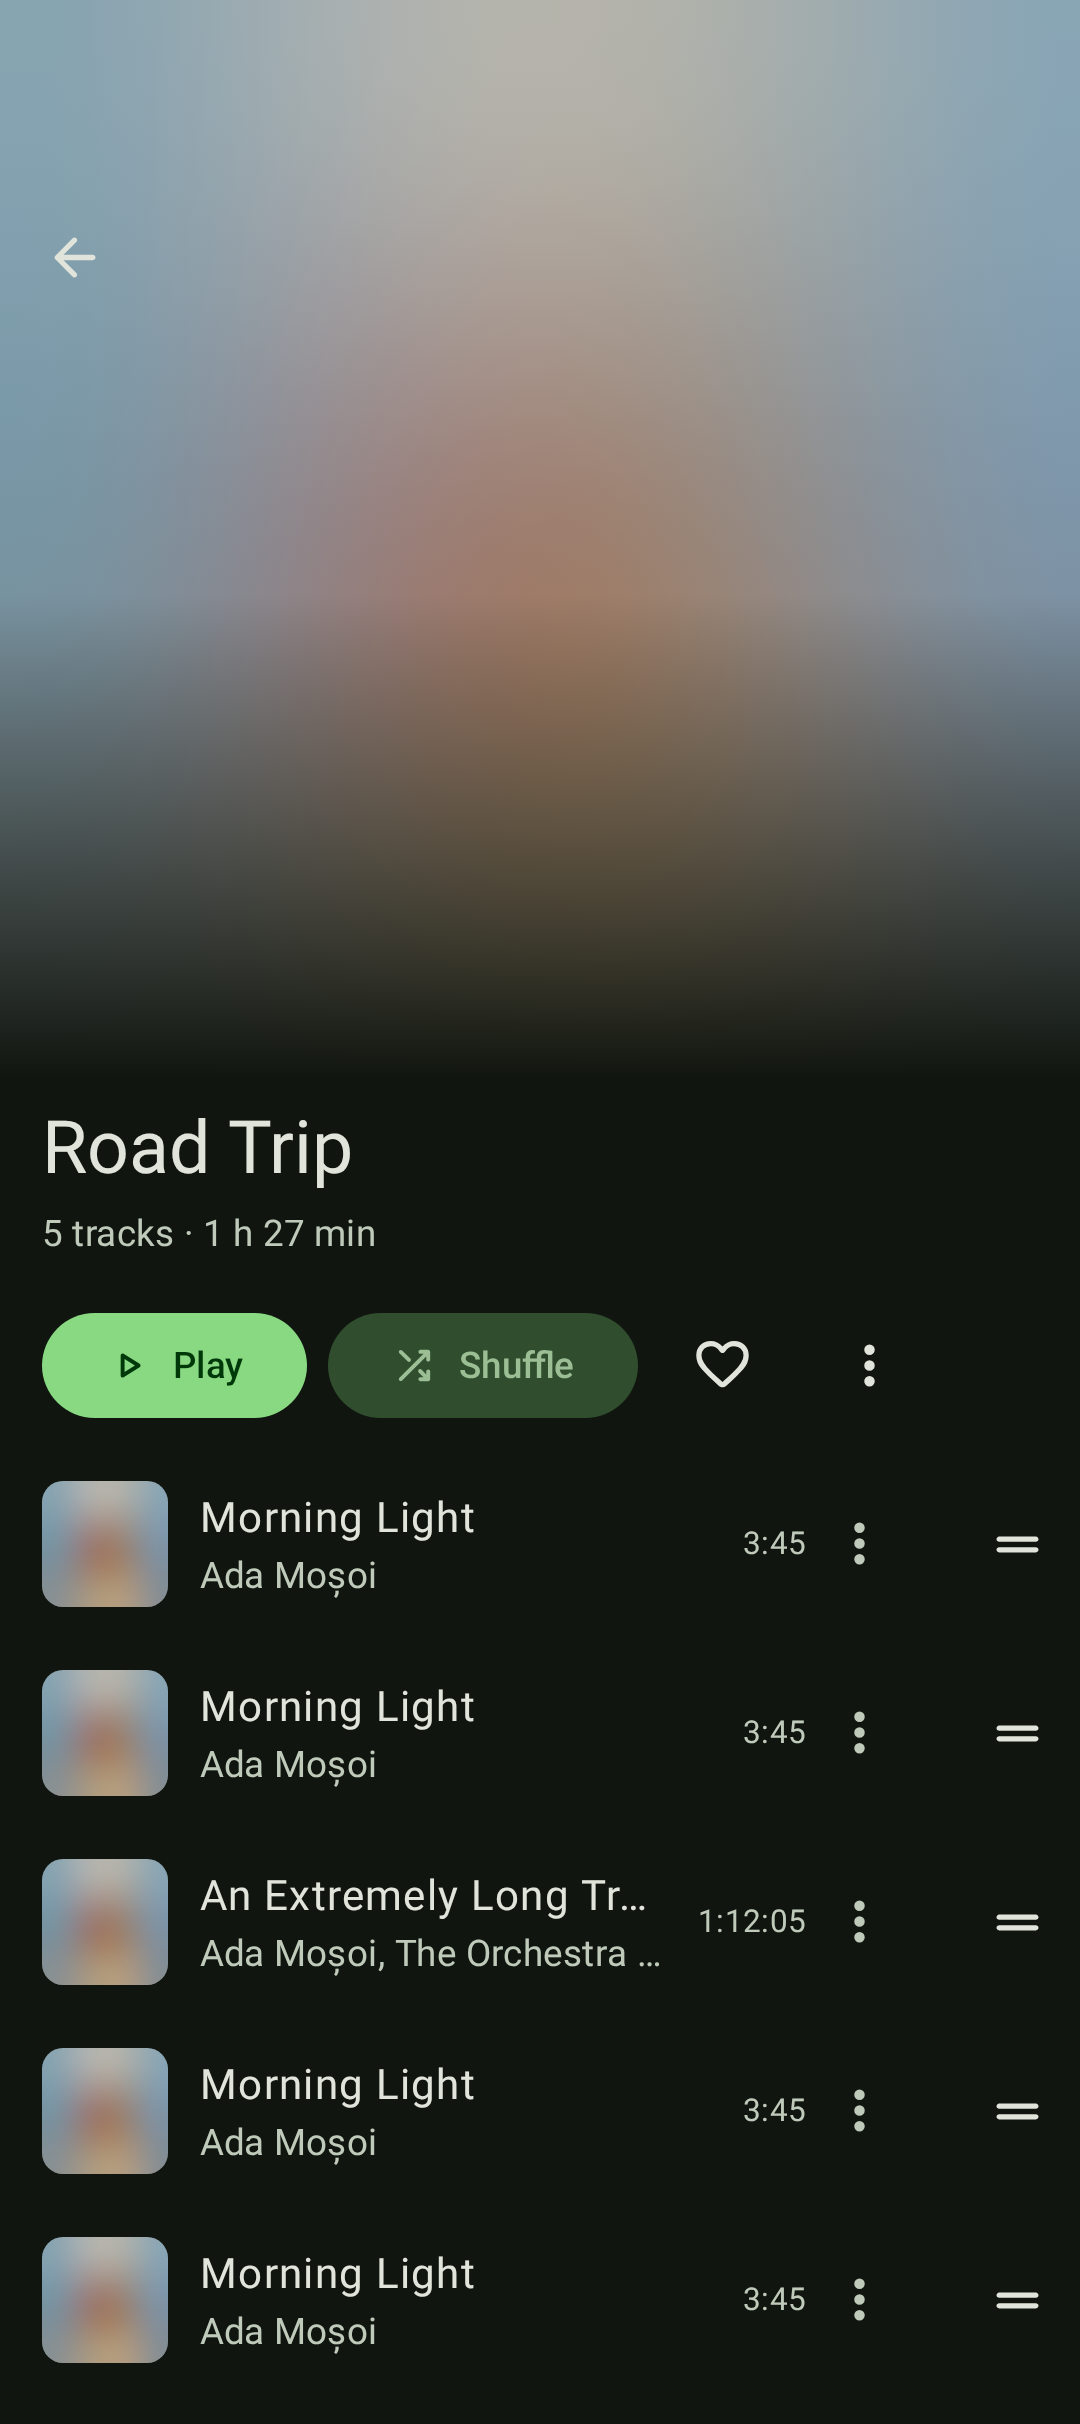 Road Trip
5 tracks · 1 h 27 min
Play
Shuffle
Morning Light
3:45
Ada Moșoi
Morning Light
3:45
Ada Moșoi
An Extremely Long Tr…
1:12:05
Ada Moșoi, The Orchestra …
Morning Light
3:45
Ada Moșoi
Morning Light
3:45
Ada Moșoi